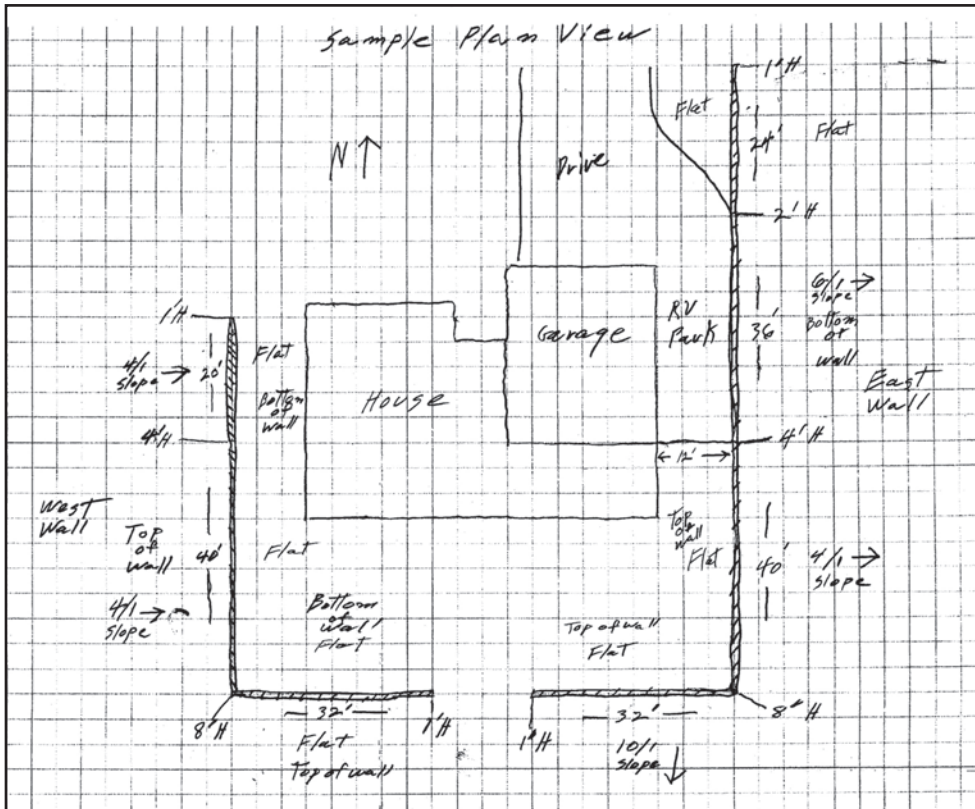 Sample Plan View
1'H
Flat
24'
Flat
N
Drive
2'H
6/1
Slope
Bottom
of
wall
36'
RV
Park
Garage
1'H
Flat
4/1
Slope
20'
Bottom
of
wall
House
East
Wall
4'H
4'H
12'
West
Wall
Top
of
wall
40'
Flat
Top
of
wall
Flat
40'
4/1
Slope
4/1
Slope
Bottom
of
Wall
Flat
Top of wall
Flat
8'H
32'
1'H
1'H
32'
8'H
Flat
Top of wall
10/1
Slope